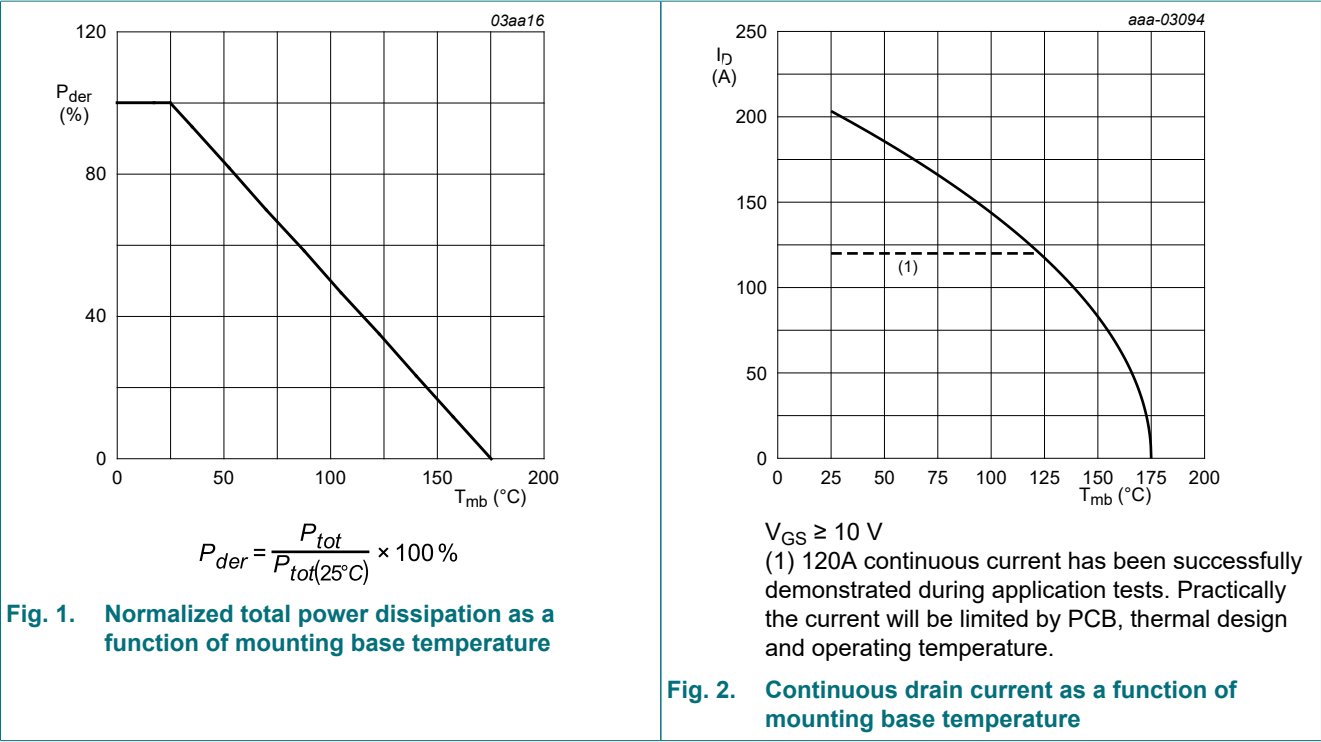 03aa16
120
P_der
(%)
80
40
0
0 50 100 150 200
T_mb (°C)
P_der = P_tot / P_tot(25°C) × 100 %
Fig. 1. Normalized total power dissipation as a
function of mounting base temperature
aaa-03094
250
I_D
(A)
200
150
(1)
100
50
0
0 25 50 75 100 125 150 175 200
T_mb (°C)
V_GS ≥ 10 V
(1) 120A continuous current has been successfully
demonstrated during application tests. Practically
the current will be limited by PCB, thermal design
and operating temperature.
Fig. 2. Continuous drain current as a function of
mounting base temperature